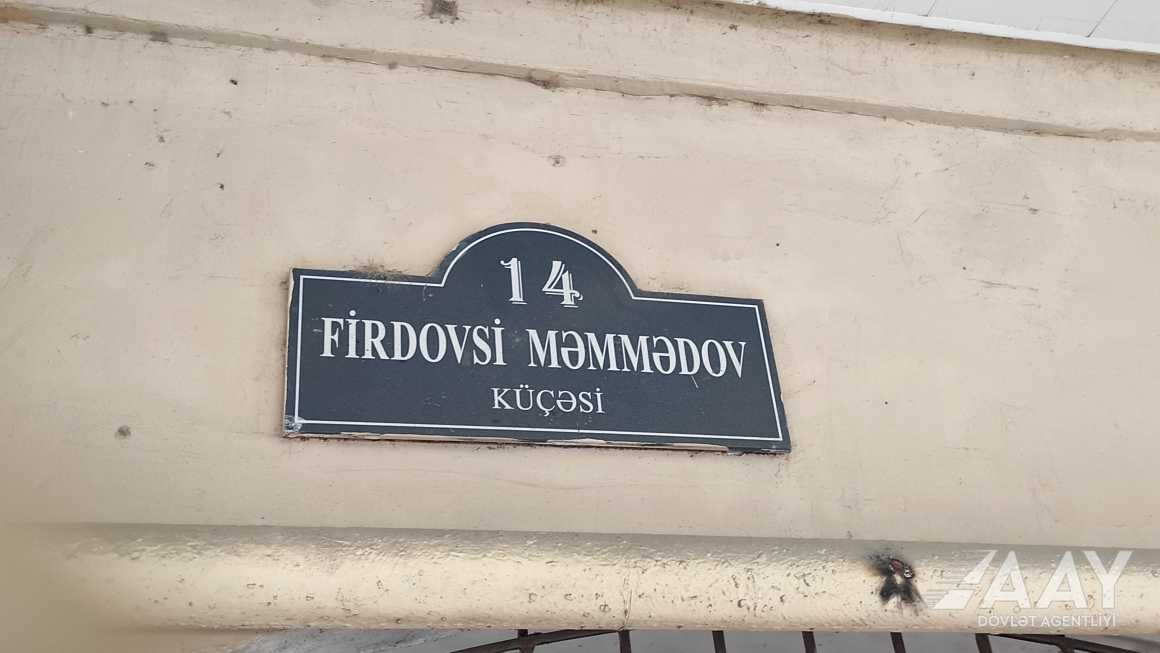 14
FİRDOVSİ MƏMMƏDOV
KÜÇƏSİ
AAY
DÖVLƏT AGENTLİYİ